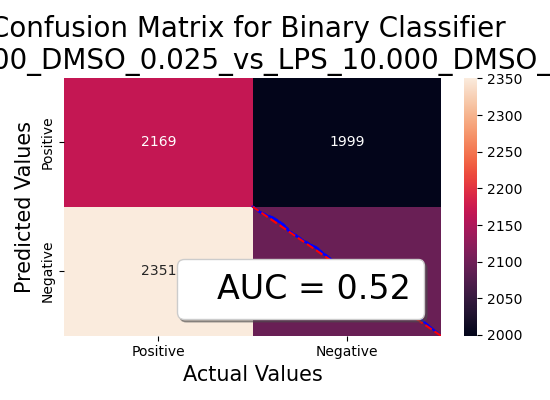 Confusion Matrix for Binary Classifier
00_DMSO_0.025_vs_LPS_10.000_DMSO_
Predicted Values
Positive
Negative
2169
1999
2351
AUC = 0.52
Positive
Negative
Actual Values
2350
2300
2250
2200
2150
2100
2050
2000